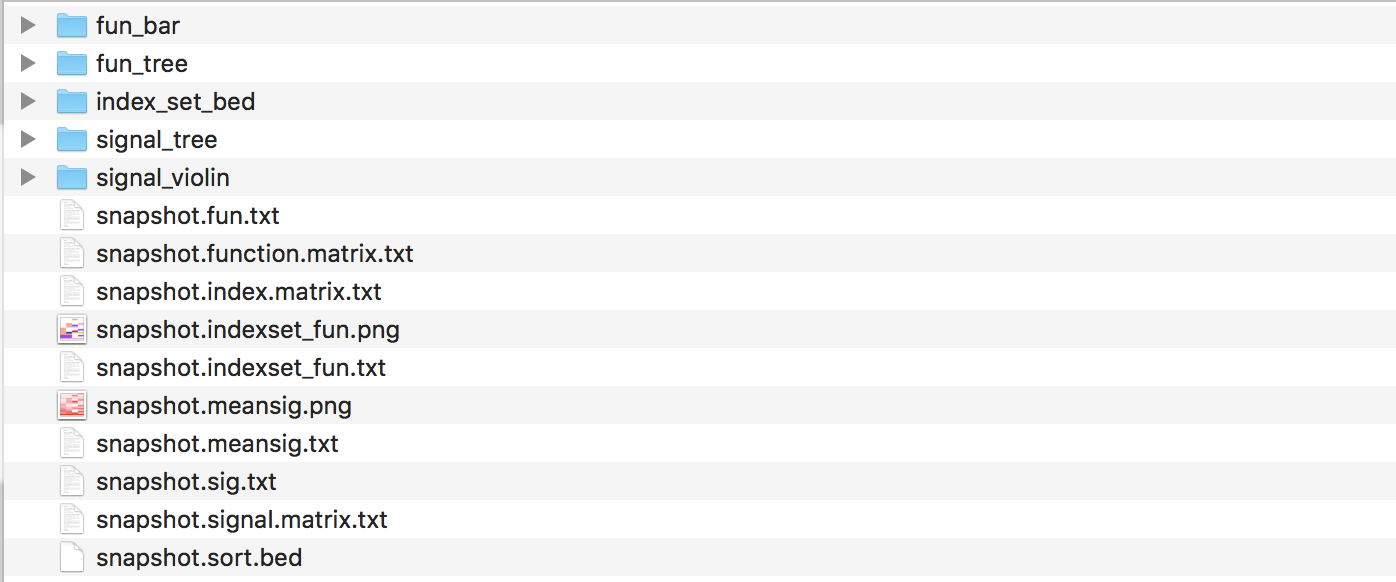 fun_bar
fun_tree
index_set_bed
signal_tree
signal_violin
snapshot.fun.txt
snapshot.function.matrix.txt
snapshot.index.matrix.txt
snapshot.indexset_fun.png
snapshot.indexset_fun.txt
snapshot.meansig.png
snapshot.meansig.txt
snapshot.sig.txt
snapshot.signal.matrix.txt
snapshot.sort.bed